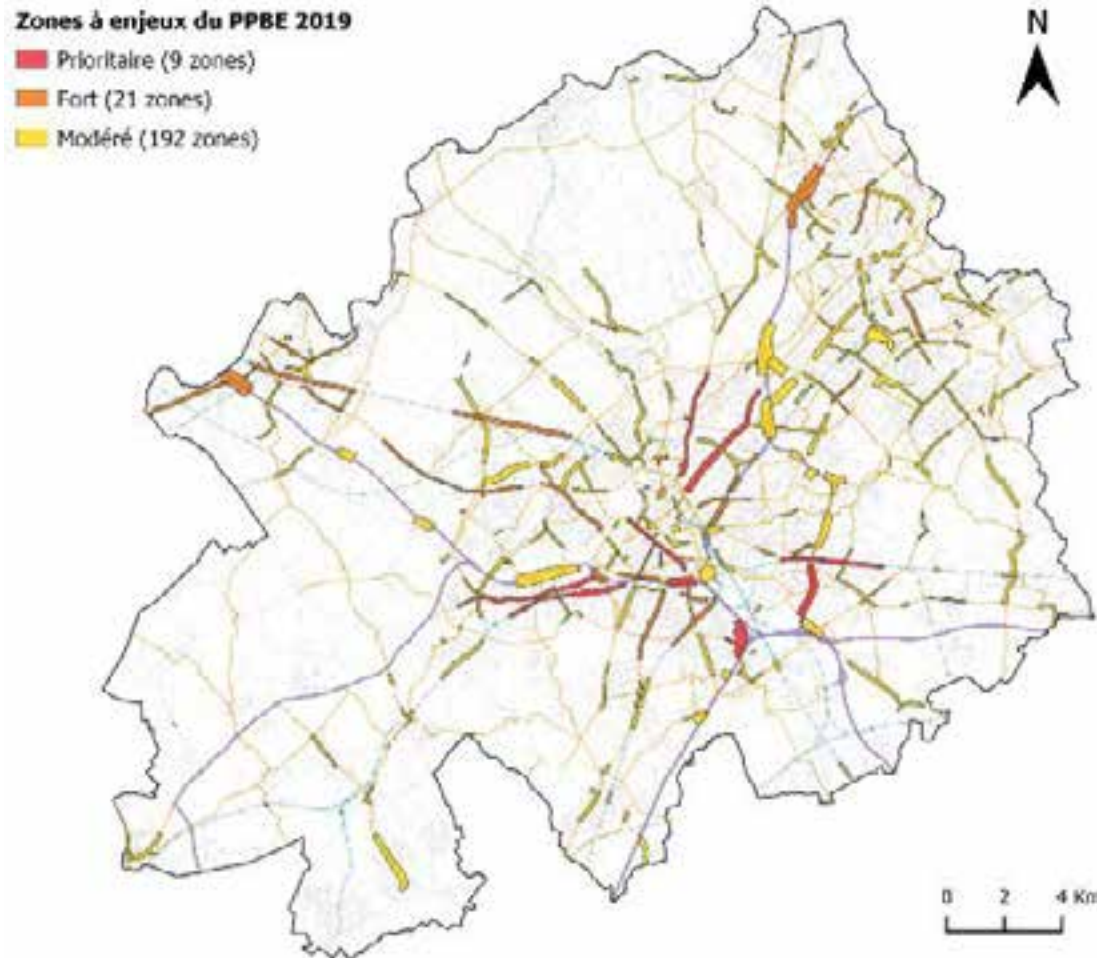 Zones à enjeux du PPBE 2019
Prioritaire (9 zones)
Fort (21 zones)
Modéré (192 zones)
N
0 2 4 Km